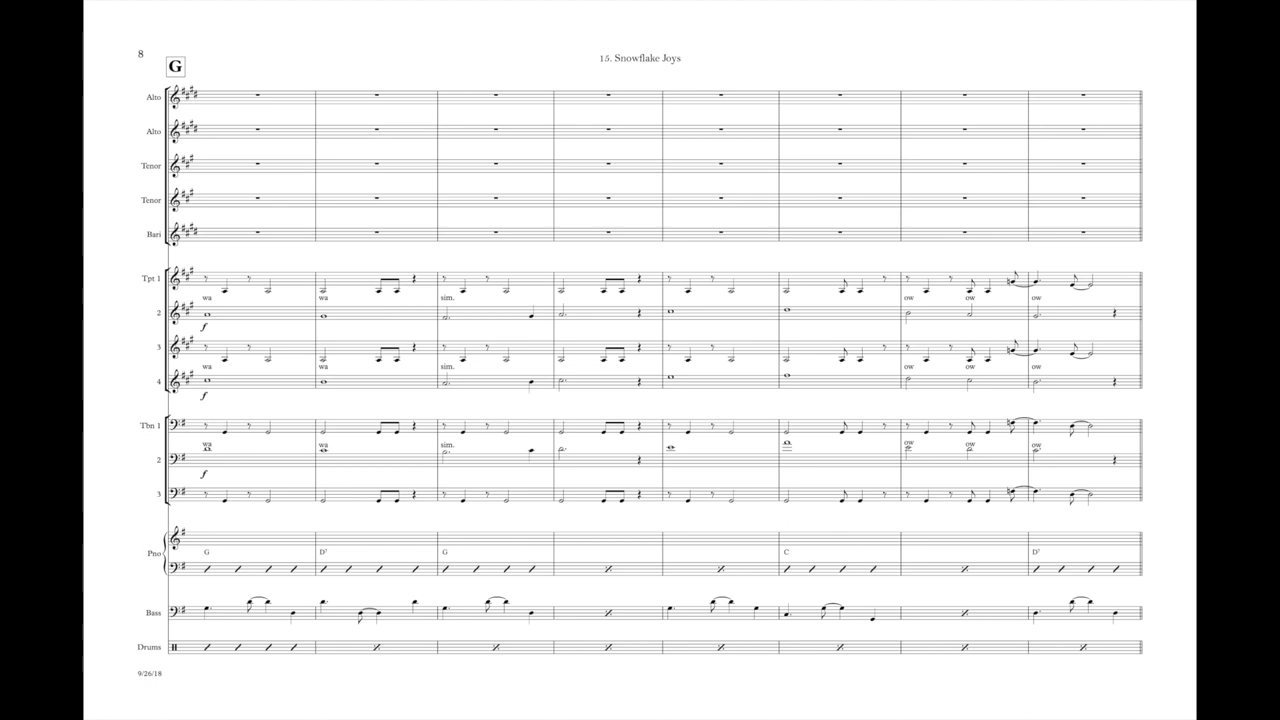 8
15. Snowflake Joys
G
Alto
Alto
Tenor
Tenor
Bari
Tpt 1
wa wa sim. ow ow ow
2
f
3
wa wa sim. ow ow ow
4
f
Tbn 1
wa wa sim. ow ow ow
2
f
3
Pno
G D7 G C D7
Bass
Drums
9/26/18